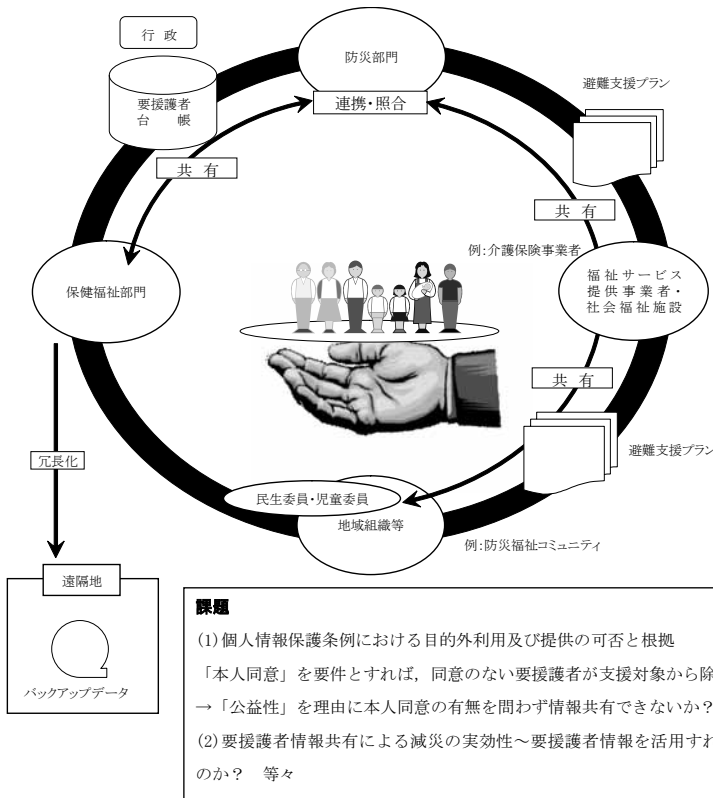 行 政
防災部門
避難支援プラン
要援護者
台 帳
連携・照合
共 有
共 有
例:介護保険事業者
保健福祉部門
福 祉 サ ー ビ ス
提 供 事 業 者 ・
社 会 福 祉 施 設
共 有
冗長化
避難支援プラン
民生委員・児童委員
地域組織等
例:防災福祉コミュニティ
遠隔地
バックアップデータ
課題
(1)個人情報保護条例における目的外利用及び提供の可否と根拠
「本人同意」を要件とすれば，同意のない要援護者が支援対象から除
→「公益性」を理由に本人同意の有無を問わず情報共有できないか？
(2)要援護者情報共有による減災の実効性～要援護者情報を活用すれ
のか？ 等々